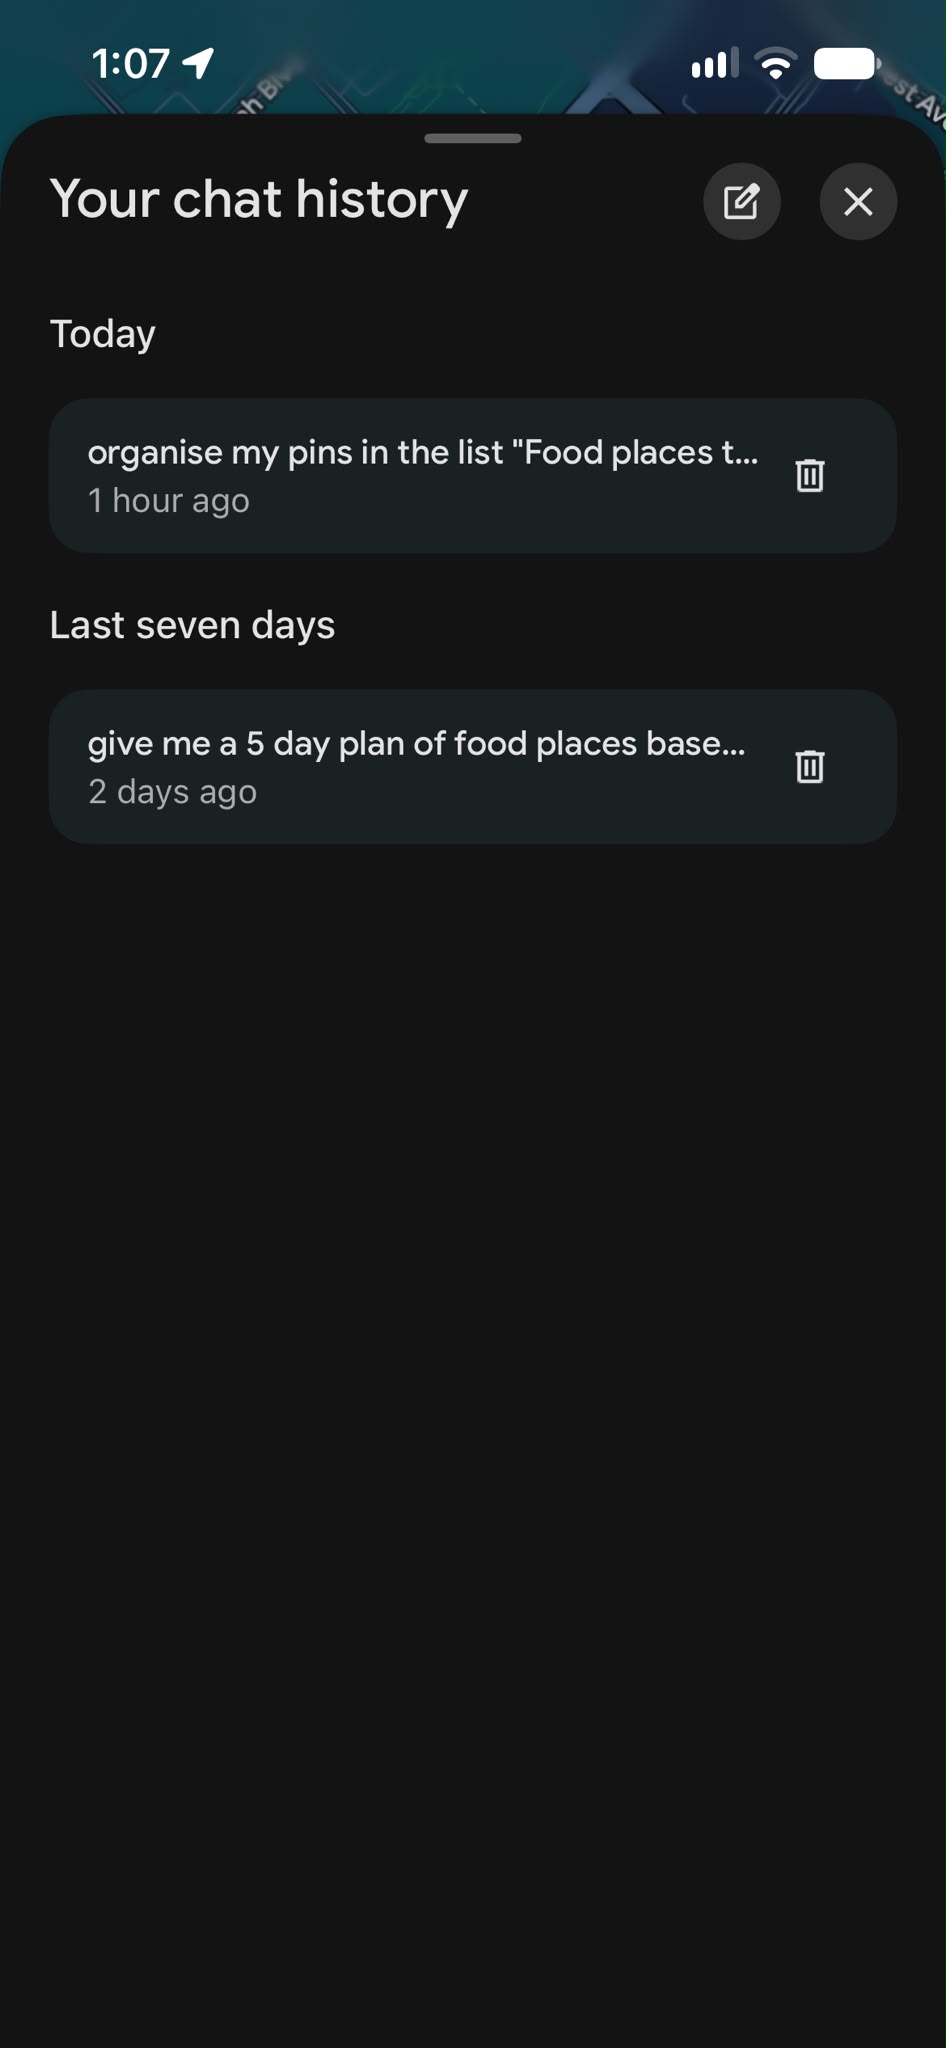 1:07
Your chat history
Today
organise my pins in the list "Food places t...
1 hour ago
Last seven days
give me a 5 day plan of food places base...
2 days ago